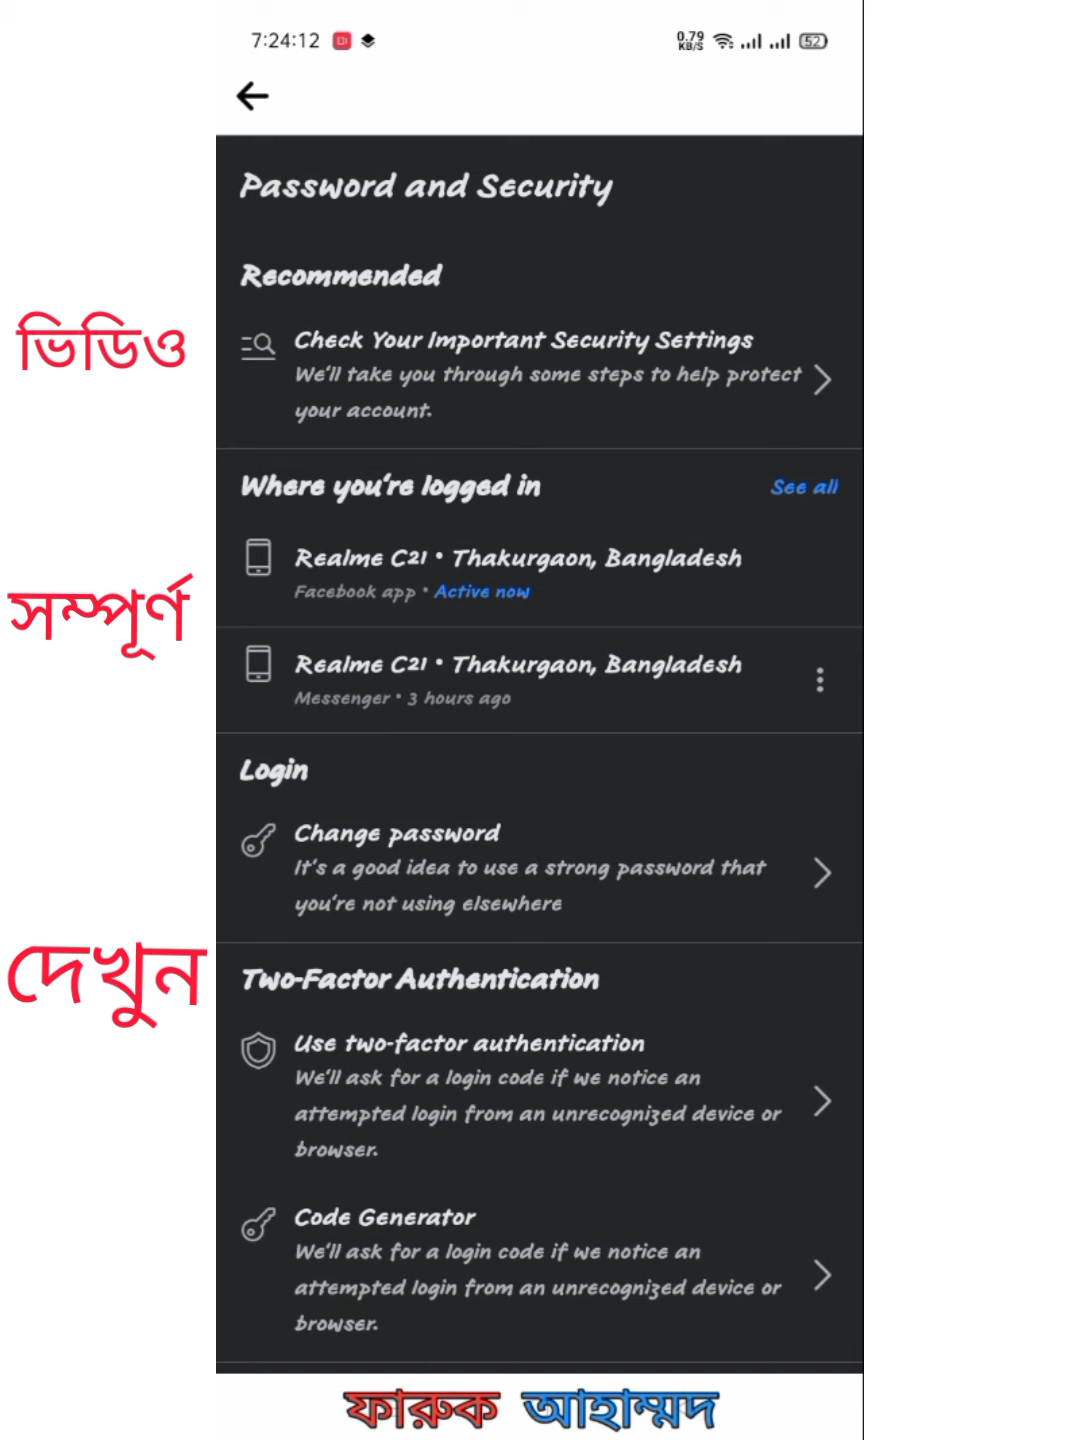 7:24:12
0.79 KB/S
52
Password and Security
Recommended
Check Your Important Security Settings
We'll take you through some steps to help protect
your account.
Where you're logged in
See all
Realme C21 • Thakurgaon, Bangladesh
Facebook app • Active now
Realme C21 • Thakurgaon, Bangladesh
Messenger • 3 hours ago
Login
Change password
It's a good idea to use a strong password that
you're not using elsewhere
Two-Factor Authentication
Use two-factor authentication
We'll ask for a login code if we notice an
attempted login from an unrecognized device or
browser.
Code Generator
We'll ask for a login code if we notice an
attempted login from an unrecognized device or
browser.
ভিডিও
সম্পূর্ণ
দেখুন
ফারুক আহাম্মদ